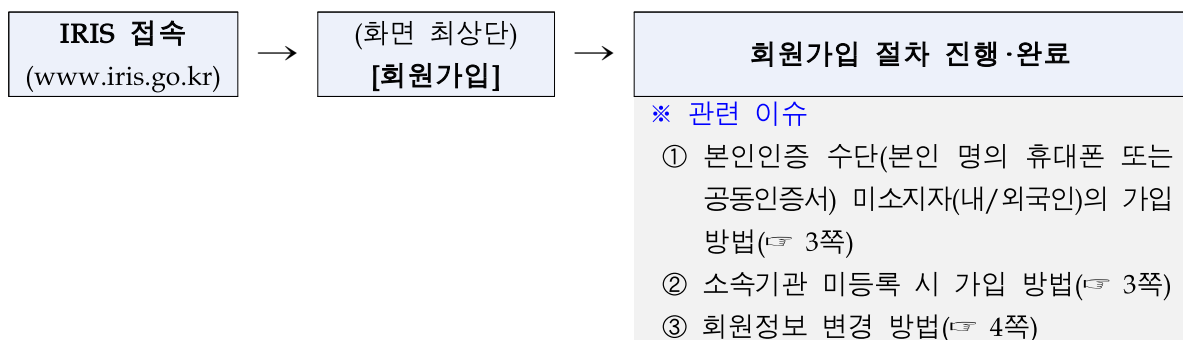 IRIS 접속
(www.iris.go.kr)
→
(화면 최상단)
[회원가입]
→
회원가입 절차 진행·완료
※ 관련 이슈
① 본인인증 수단(본인 명의 휴대폰 또는
공동인증서) 미소지자(내/외국인)의 가입
방법(☞ 3쪽)
② 소속기관 미등록 시 가입 방법(☞ 3쪽)
③ 회원정보 변경 방법(☞ 4쪽)